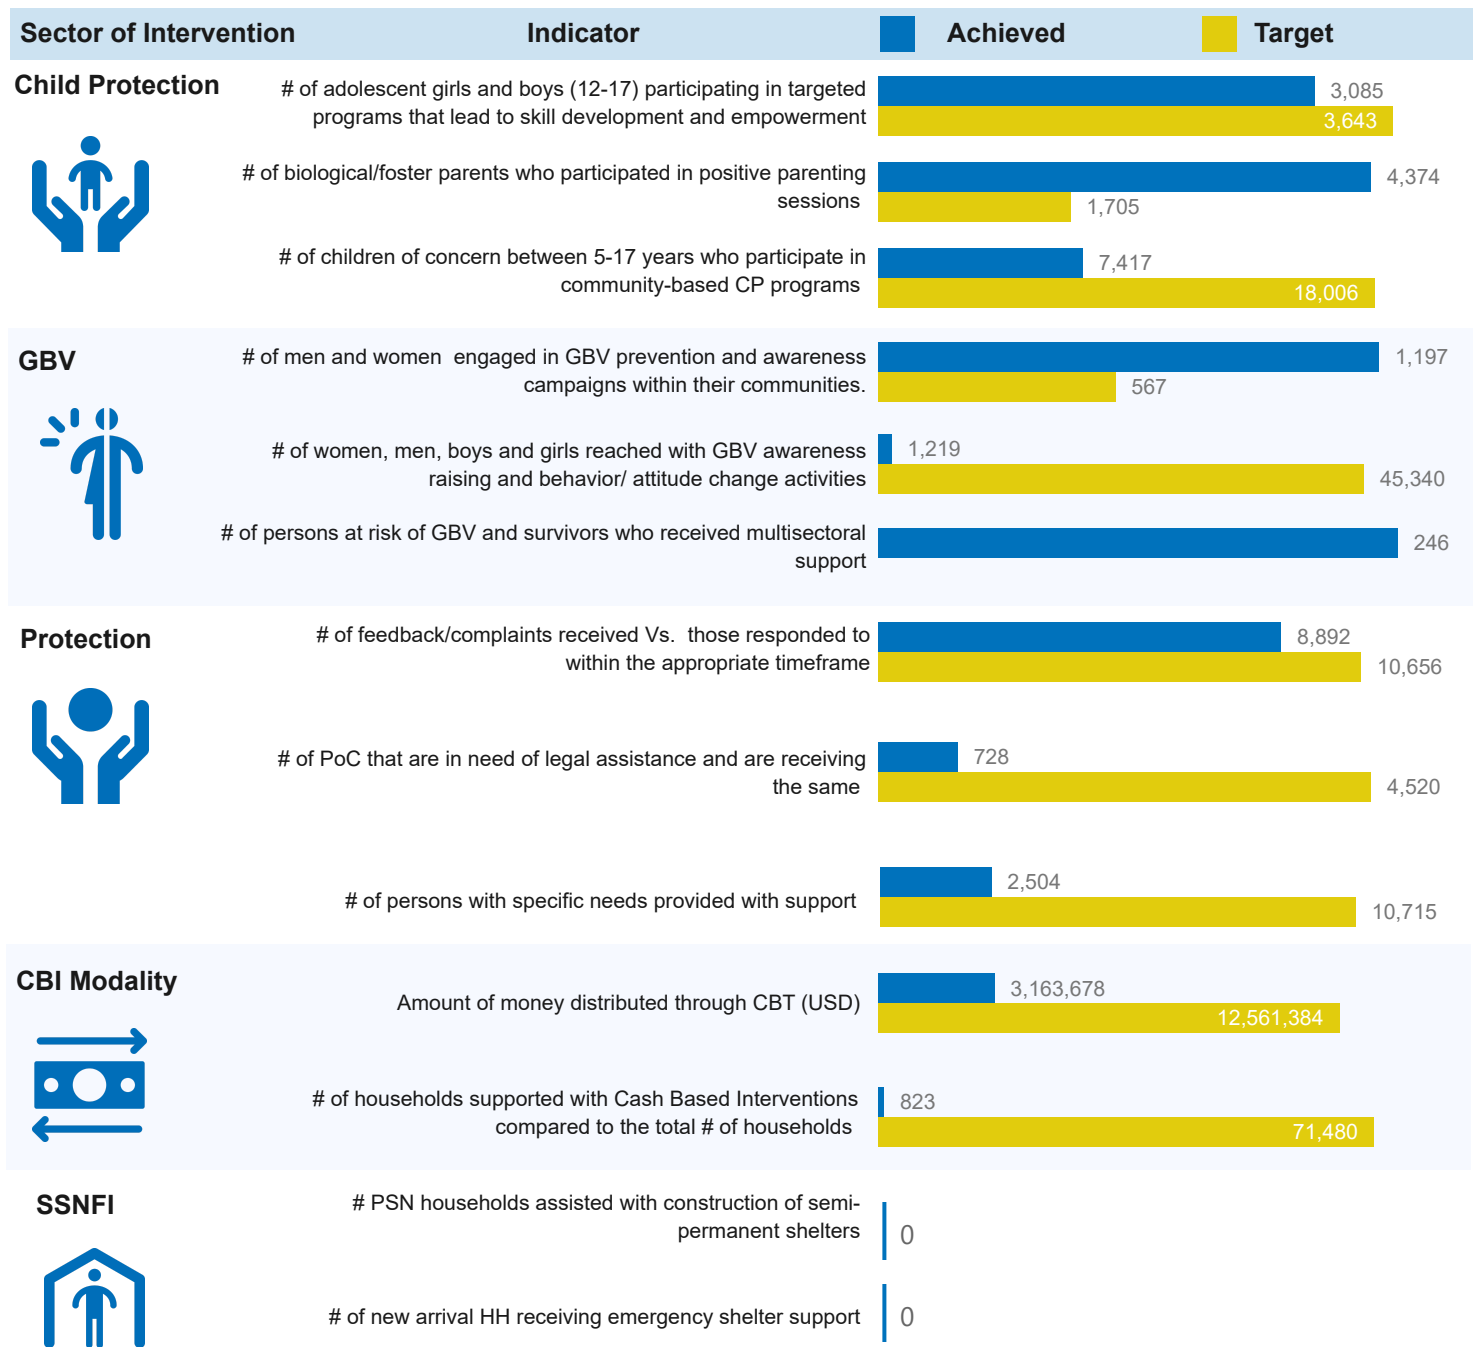 Sector of Intervention Indicator Achieved Target
Child Protection
# of adolescent girls and boys (12-17) participating in targeted
programs that lead to skill development and empowerment
3,085
3,643
# of biological/foster parents who participated in positive parenting
sessions
4,374
1,705
# of children of concern between 5-17 years who participate in
community-based CP programs
7,417
18,006
GBV
# of men and women engaged in GBV prevention and awareness
campaigns within their communities.
1,197
567
# of women, men, boys and girls reached with GBV awareness
raising and behavior/ attitude change activities
1,219
45,340
# of persons at risk of GBV and survivors who received multisectoral
support
246
Protection
# of feedback/complaints received Vs. those responded to
within the appropriate timeframe
8,892
10,656
# of PoC that are in need of legal assistance and are receiving
the same
728
4,520
# of persons with specific needs provided with support
2,504
10,715
CBI Modality
Amount of money distributed through CBT (USD)
3,163,678
12,561,384
# of households supported with Cash Based Interventions
compared to the total # of households
823
71,480
SSNFI
# PSN households assisted with construction of semi-
permanent shelters
0
# of new arrival HH receiving emergency shelter support
0